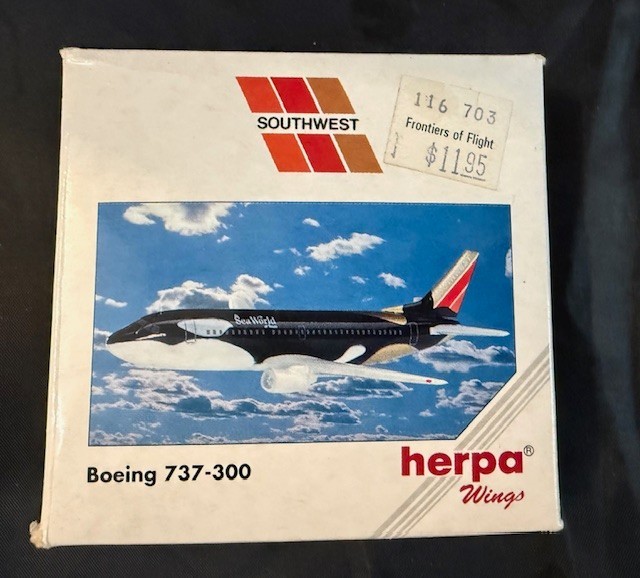 SOUTHWEST
116 703
Frontiers of Flight
$11.95
SeaWorld
Boeing 737-300
herpa®
Wings